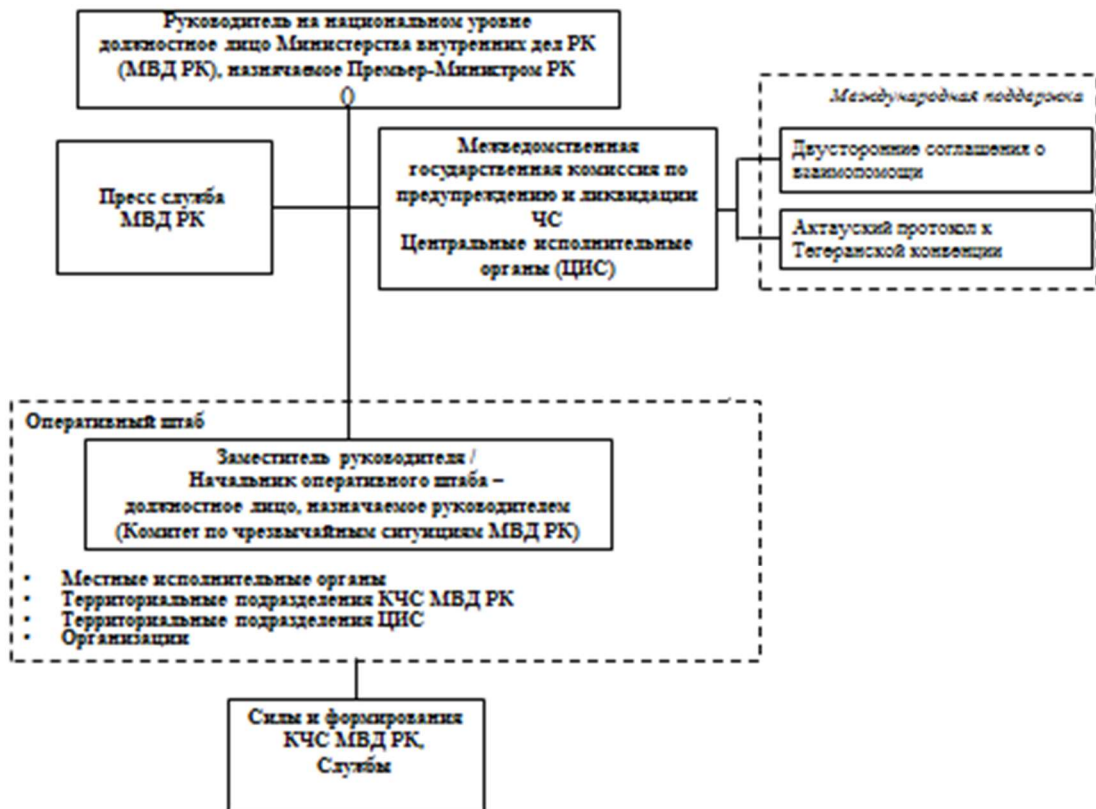 Руководитель на национальном уровне
должностное лицо Министерства внутренних дел РК
(МВД РК), назначаемое Премьер-Министром РК
()
Международная поддержка
Двусторонние соглашения о
взаимопомощи
Актауский протокол к
Тегеранской конвенции
Межведомственная
государственная комиссия по
предупреждению и ликвидации
ЧС
Центральные исполнительные
органы (ЦИС)
Пресс служба
МВД РК
Оперативный штаб
Заместитель руководителя /
Начальник оперативного штаба –
должностное лицо, назначаемое руководителем
(Комитет по чрезвычайным ситуициям МВД РК)
• Местные исполнительные органы
• Территориальные подразделения КЧС МВД РК
• Территориальные подразделения ЦИС
• Организации
Силы и формирования
КЧС МВД РК,
Службы